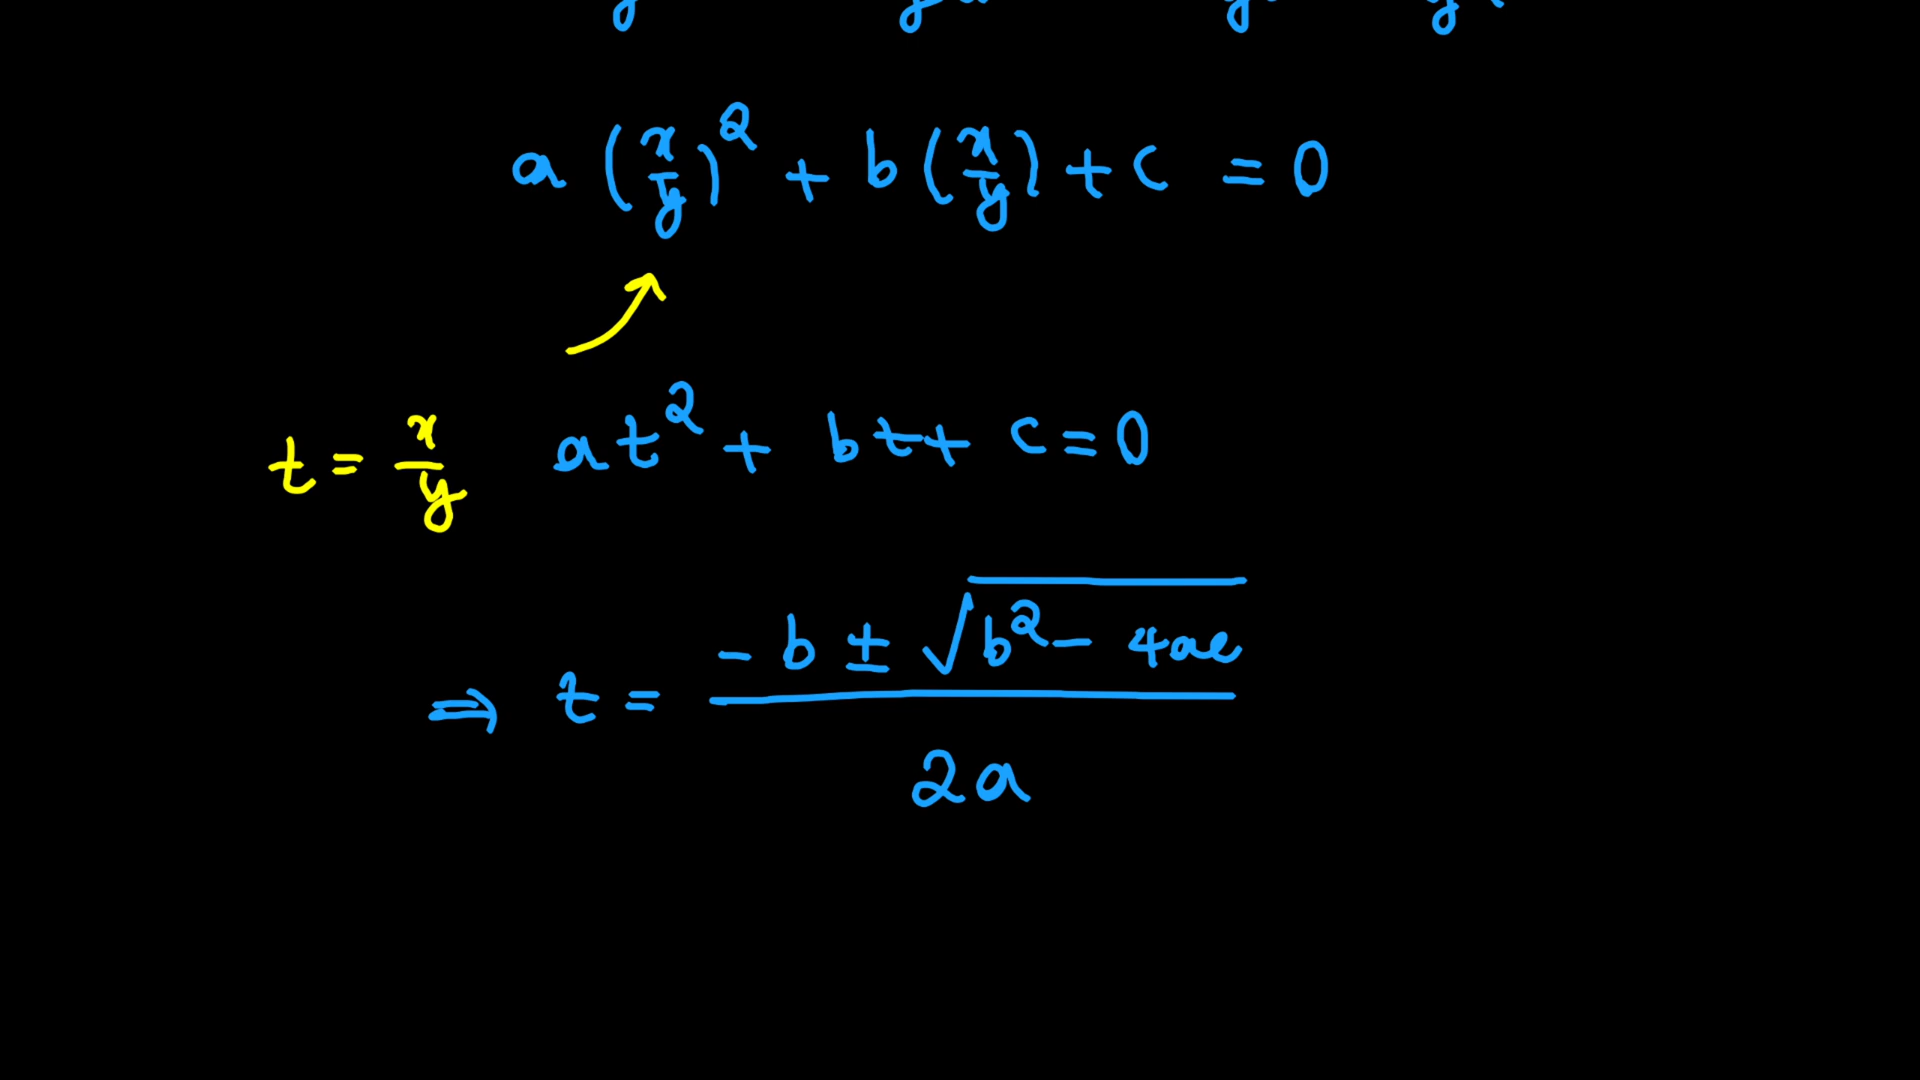 a (x/y)² + b (x/y) + c = 0
t = x/y at² + bt + c = 0
⇒ t = (-b ± √(b² - 4ac)) / 2a